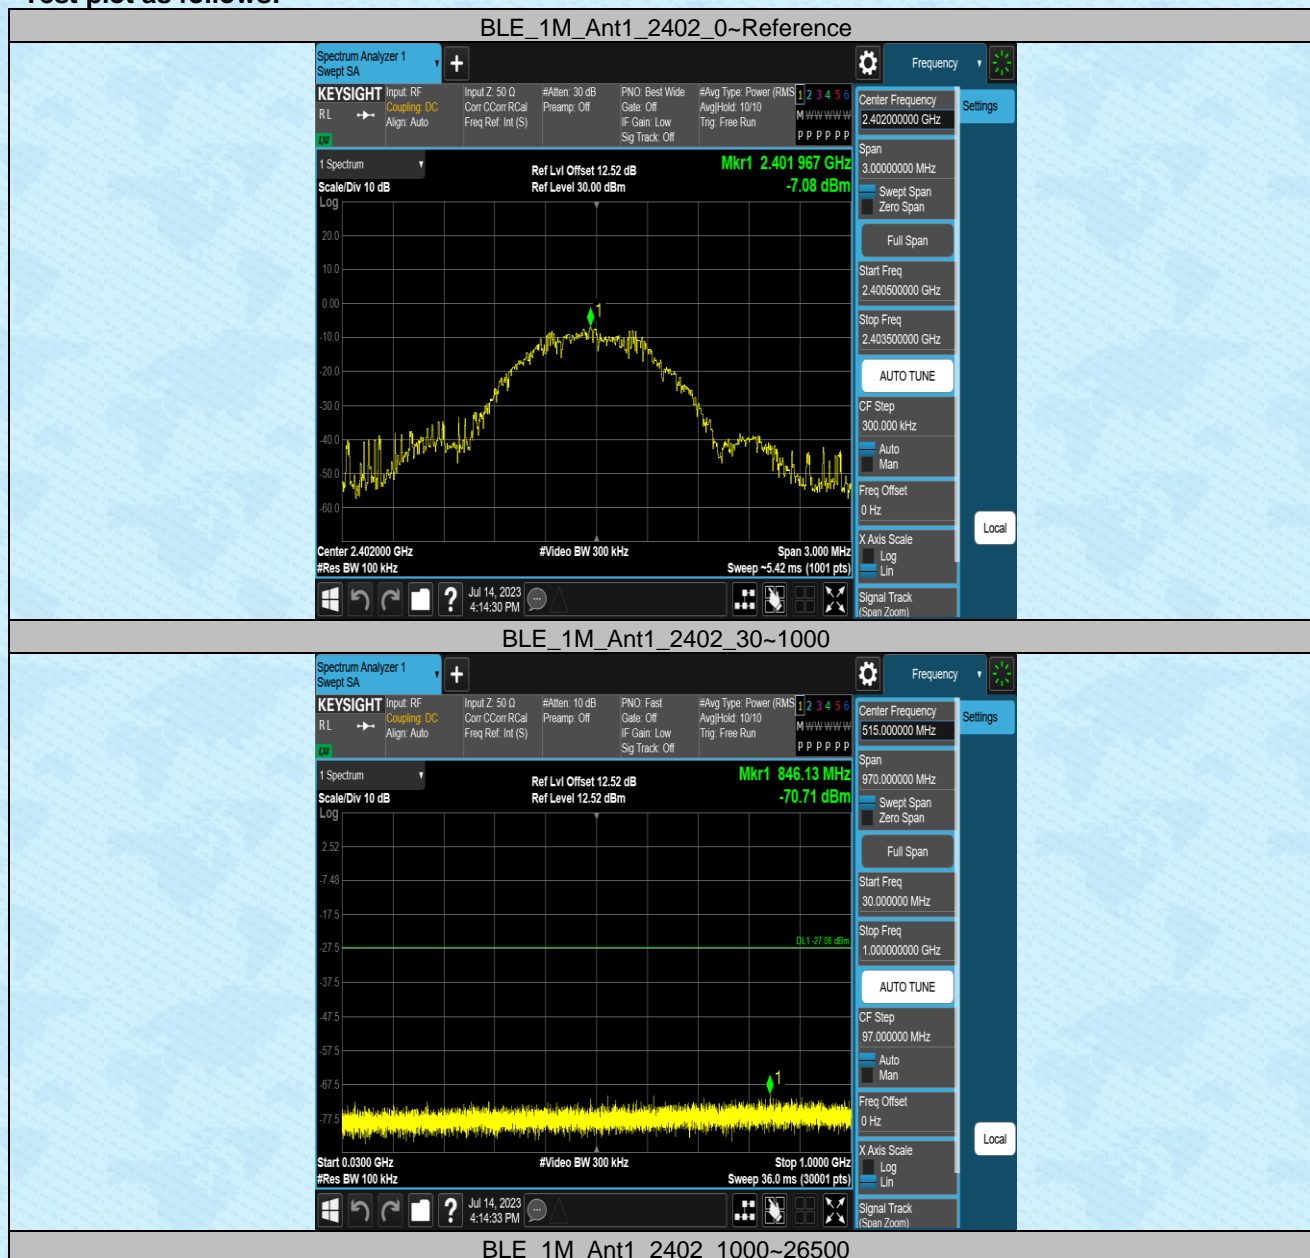 Test plot as follows:
BLE_1M_Ant1_2402_0~Reference
Spectrum Analyzer 1
Swept SA
Frequency
KEYSIGHT
RL
LXI
Input: RF
Coupling: DC
Align: Auto
Input Z: 50 Ω
Corr CCorr RCal
Freq Ref: Int (S)
#Atten: 30 dB
Preamp: Off
PNO: Best Wide
Gate: Off
IF Gain: Low
Sig Track: Off
#Avg Type: Power (RMS
Avg|Hold: 10/10
Trig: Free Run
1 2 3 4 5 6
M W W W W W
P P P P P P
Center Frequency
2.402000000 GHz
Settings
Span
3.00000000 MHz
Swept Span
Zero Span
Full Span
Start Freq
2.400500000 GHz
Stop Freq
2.403500000 GHz
AUTO TUNE
CF Step
300.000 kHz
Auto
Man
Freq Offset
0 Hz
X Axis Scale
Log
Lin
Signal Track
(Span Zoom)
Local
1 Spectrum
Scale/Div 10 dB
Ref Lvl Offset 12.52 dB
Ref Level 30.00 dBm
Mkr1 2.401 967 GHz
-7.08 dBm
Log
20.0
10.0
0.00
-10.0
-20.0
-30.0
-40.0
-50.0
-60.0
1
Center 2.402000 GHz
#Video BW 300 kHz
Span 3.000 MHz
#Res BW 100 kHz
Sweep ~5.42 ms (1001 pts)
Jul 14, 2023
4:14:30 PM
BLE_1M_Ant1_2402_30~1000
Spectrum Analyzer 1
Swept SA
Frequency
KEYSIGHT
RL
LXI
Input: RF
Coupling: DC
Align: Auto
Input Z: 50 Ω
Corr CCorr RCal
Freq Ref: Int (S)
#Atten: 10 dB
Preamp: Off
PNO: Fast
Gate: Off
IF Gain: Low
Sig Track: Off
#Avg Type: Power (RMS
Avg|Hold: 10/10
Trig: Free Run
1 2 3 4 5 6
M W W W W W
P P P P P P
Center Frequency
515.000000 MHz
Settings
Span
970.000000 MHz
Swept Span
Zero Span
Full Span
Start Freq
30.000000 MHz
Stop Freq
1.000000000 GHz
AUTO TUNE
CF Step
97.000000 MHz
Auto
Man
Freq Offset
0 Hz
X Axis Scale
Log
Lin
Signal Track
(Span Zoom)
Local
1 Spectrum
Scale/Div 10 dB
Ref Lvl Offset 12.52 dB
Ref Level 12.52 dBm
Mkr1 846.13 MHz
-70.71 dBm
Log
2.52
-7.48
-17.5
-27.5
-37.5
-47.5
-57.5
-67.5
-77.5
DL1 -27.08 dBm
1
Start 0.0300 GHz
#Video BW 300 kHz
Stop 1.0000 GHz
#Res BW 100 kHz
Sweep 36.0 ms (30001 pts)
Jul 14, 2023
4:14:33 PM
BLE_1M_Ant1_2402_1000~26500